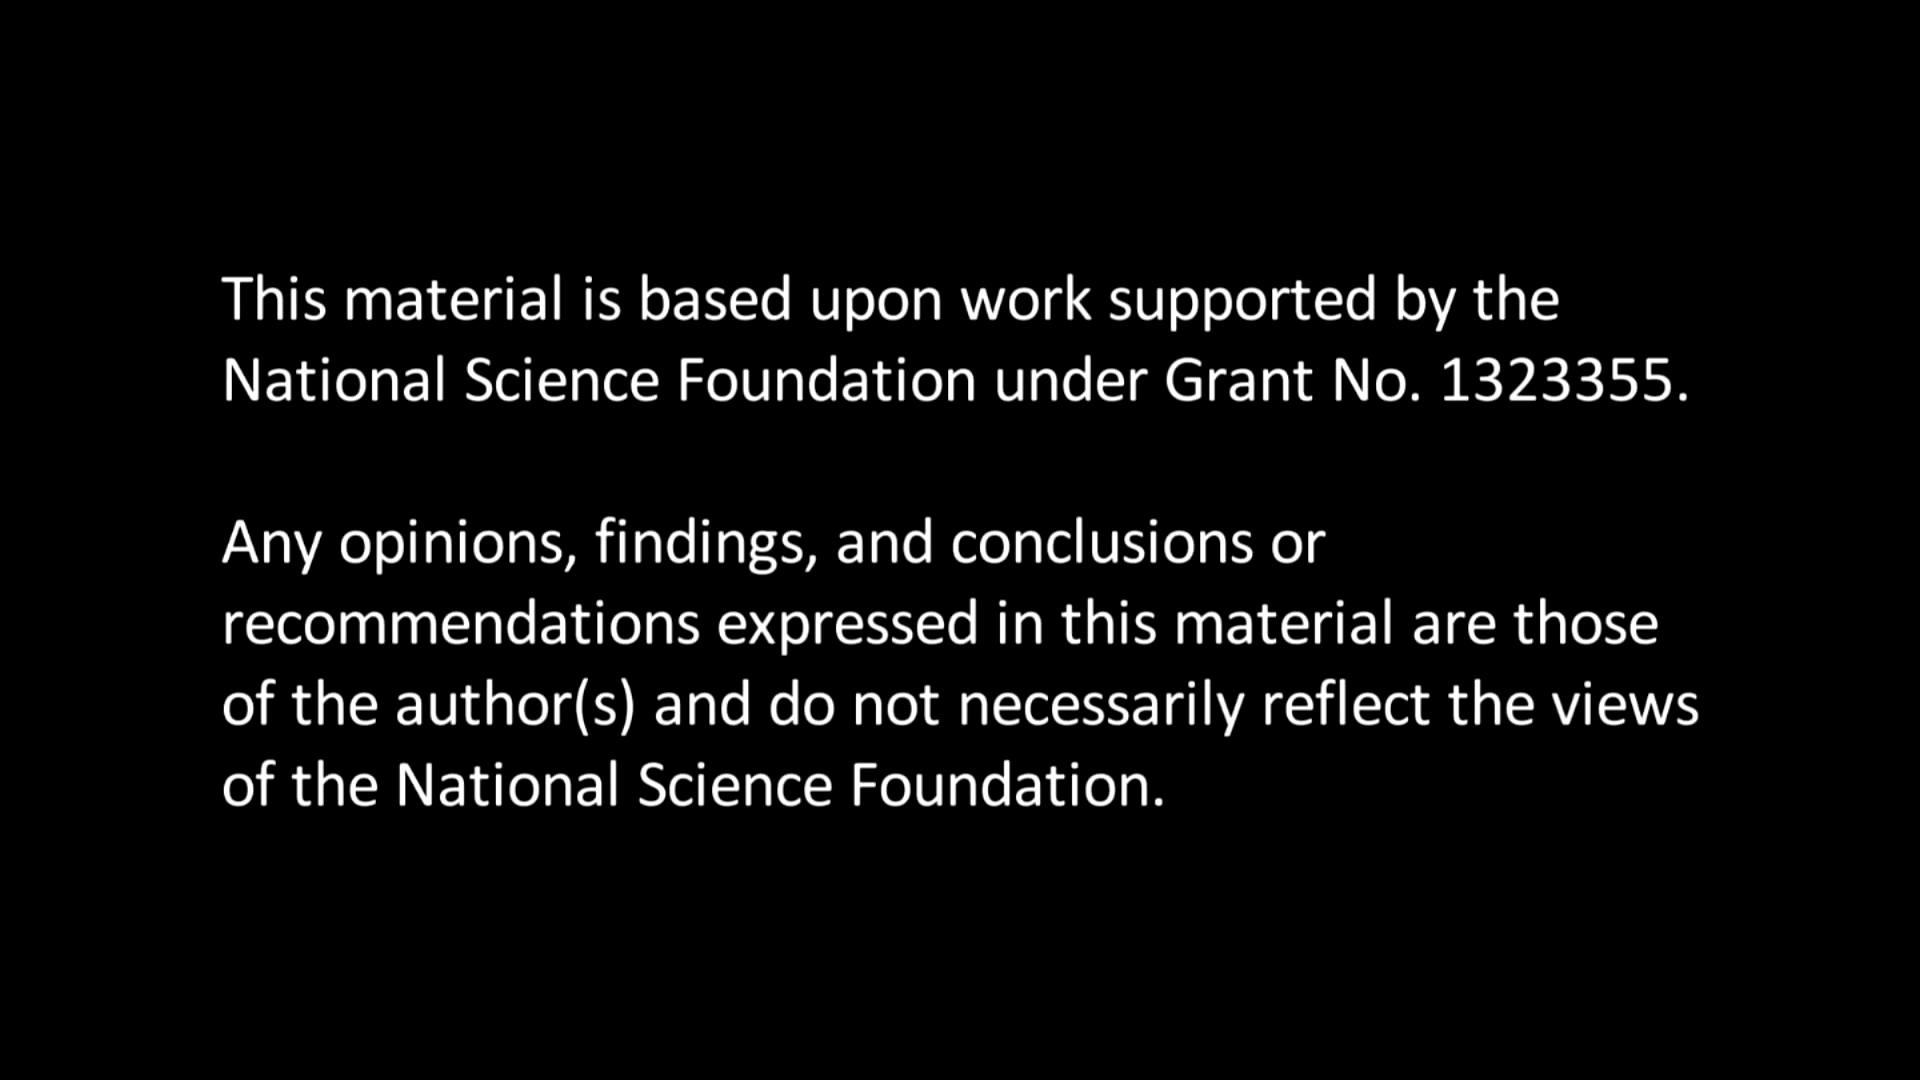 This material is based upon work supported by the
National Science Foundation under Grant No. 1323355.
Any opinions, findings, and conclusions or
recommendations expressed in this material are those
of the author(s) and do not necessarily reflect the views
of the National Science Foundation.